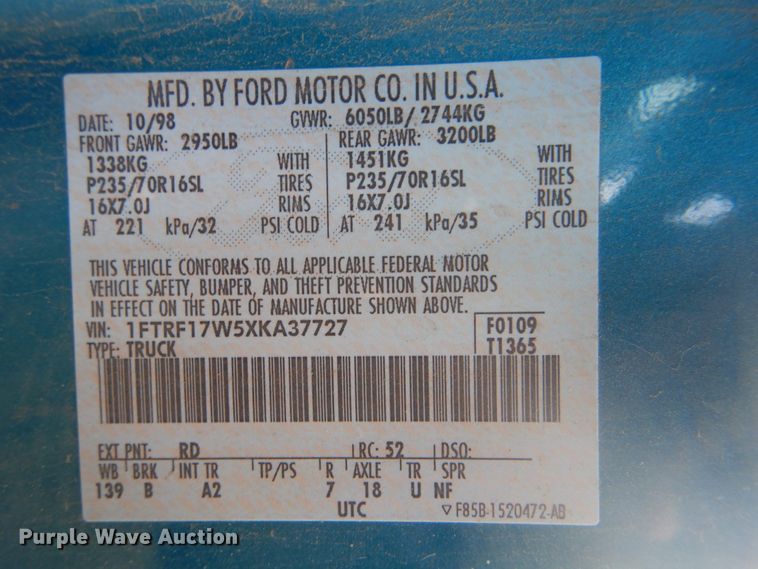 MFD. BY FORD MOTOR CO. IN U.S.A.
DATE: 10/98 GVWR: 6050LB/ 2744KG
FRONT GAWR: 2950LB REAR GAWR: 3200LB
1338KG WITH 1451KG WITH
P235/70R16SL TIRES P235/70R16SL TIRES
16X7.0J RIMS 16X7.0J RIMS
AT 221 kPa/32 PSI COLD AT 241 kPa/35 PSI COLD
THIS VEHICLE CONFORMS TO ALL APPLICABLE FEDERAL MOTOR
VEHICLE SAFETY, BUMPER, AND THEFT PREVENTION STANDARDS
IN EFFECT ON THE DATE OF MANUFACTURE SHOWN ABOVE.
VIN: 1FTRF17W5XKA37727 F0109
TYPE: TRUCK T1365
EXT PNT: RD RC: 52 DSO:
WB BRK INT TR TP/PS R AXLE TR SPR
139 B A2 7 18 U NF
UTC ▽F85B-1520472-AB
Purple Wave Auction